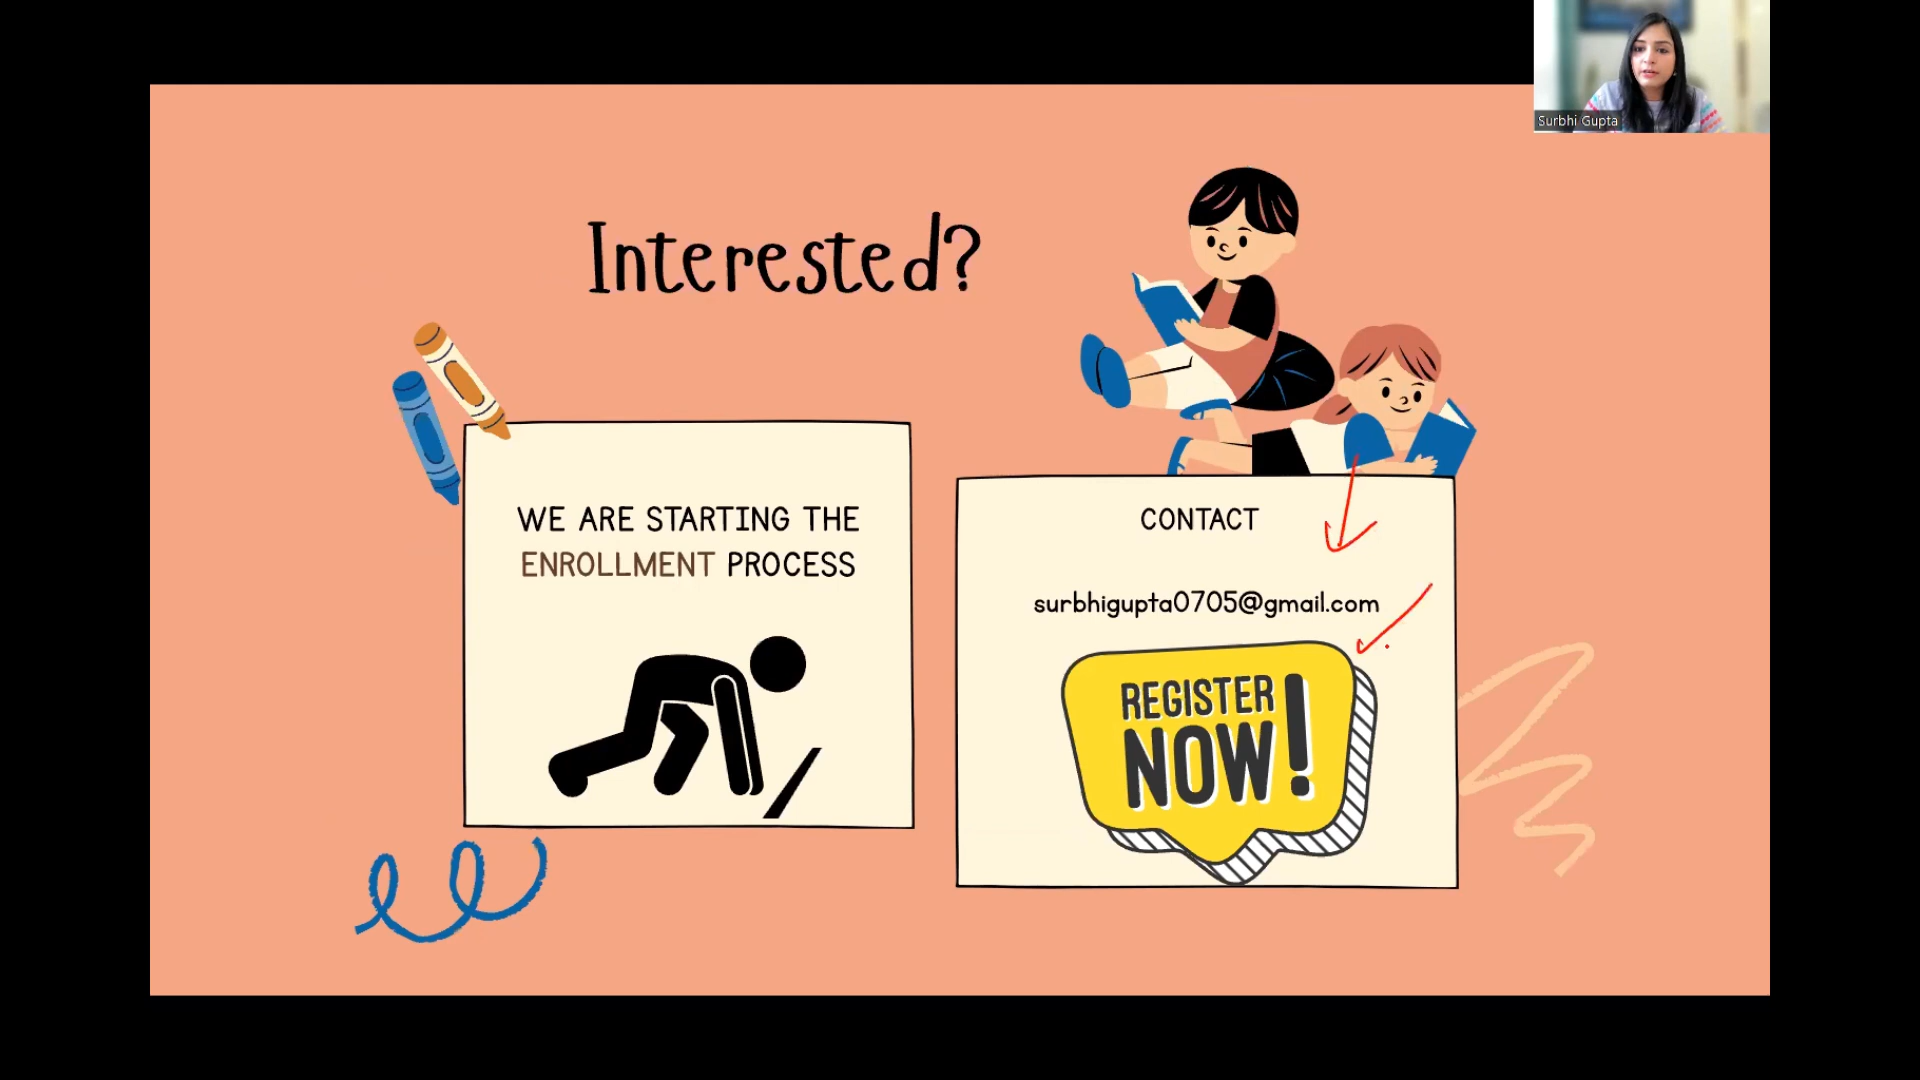 Surbhi Gupta
Interested?
WE ARE STARTING THE
ENROLLMENT PROCESS
CONTACT
surbhigupta0705@gmail.com
REGISTER
NOW!